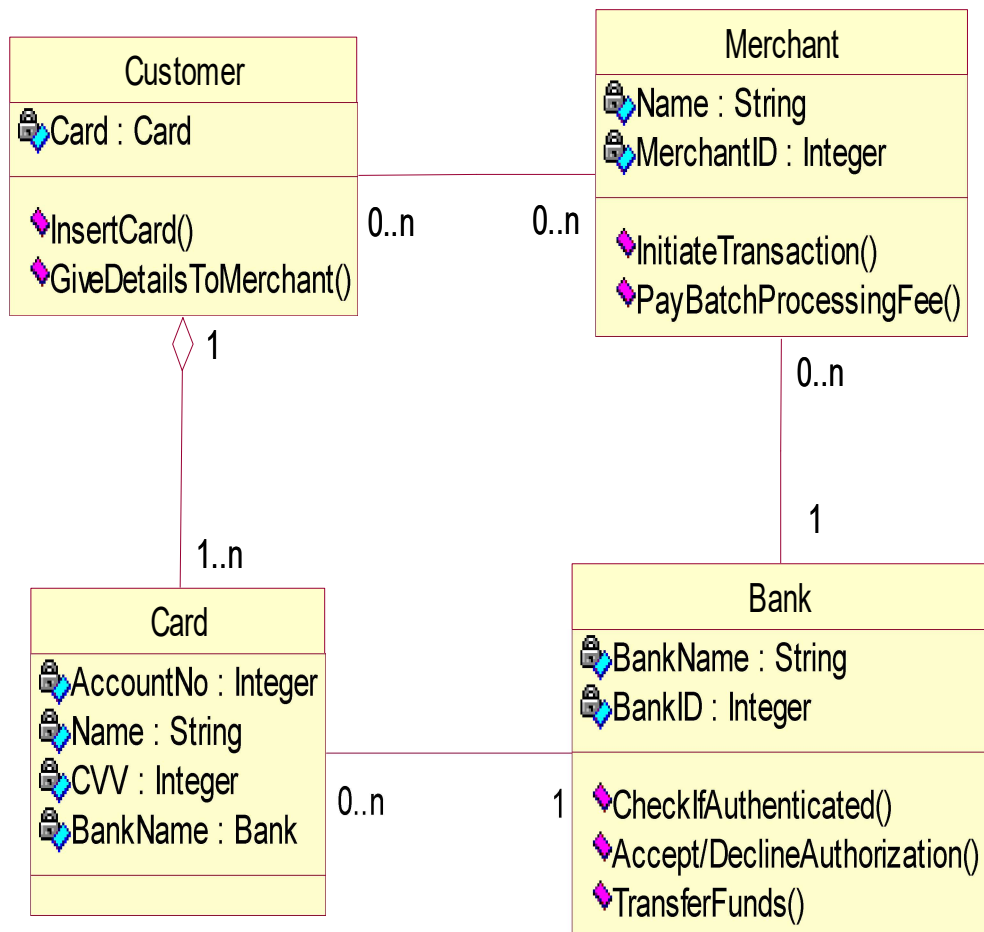 Customer
Card : Card
InsertCard()
GiveDetailsToMerchant()
Merchant
Name : String
MerchantID : Integer
InitiateTransaction()
PayBatchProcessingFee()
0..n
0..n
1
0..n
1..n
1
Card
AccountNo : Integer
Name : String
CVV : Integer
BankName : Bank
0..n
1
Bank
BankName : String
BankID : Integer
CheckIfAuthenticated()
Accept/DeclineAuthorization()
TransferFunds()